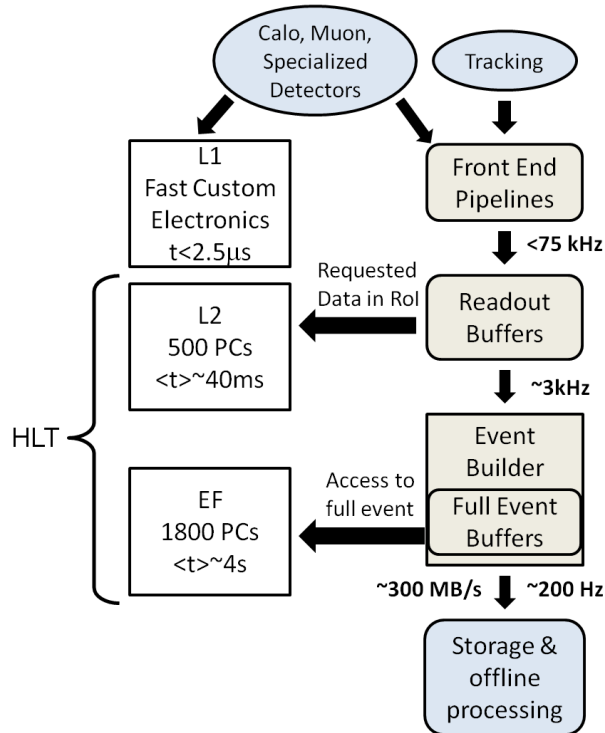 Calo, Muon,
Specialized
Detectors
Tracking
L1
Fast Custom
Electronics
t<2.5µs
Front End
Pipelines
<75 kHz
Requested
Data in RoI
L2
500 PCs
<t>~40ms
Readout
Buffers
~3kHz
HLT
Event
Builder
Access to
full event
EF
1800 PCs
<t>~4s
Full Event
Buffers
~300 MB/s
~200 Hz
Storage &
offline
processing